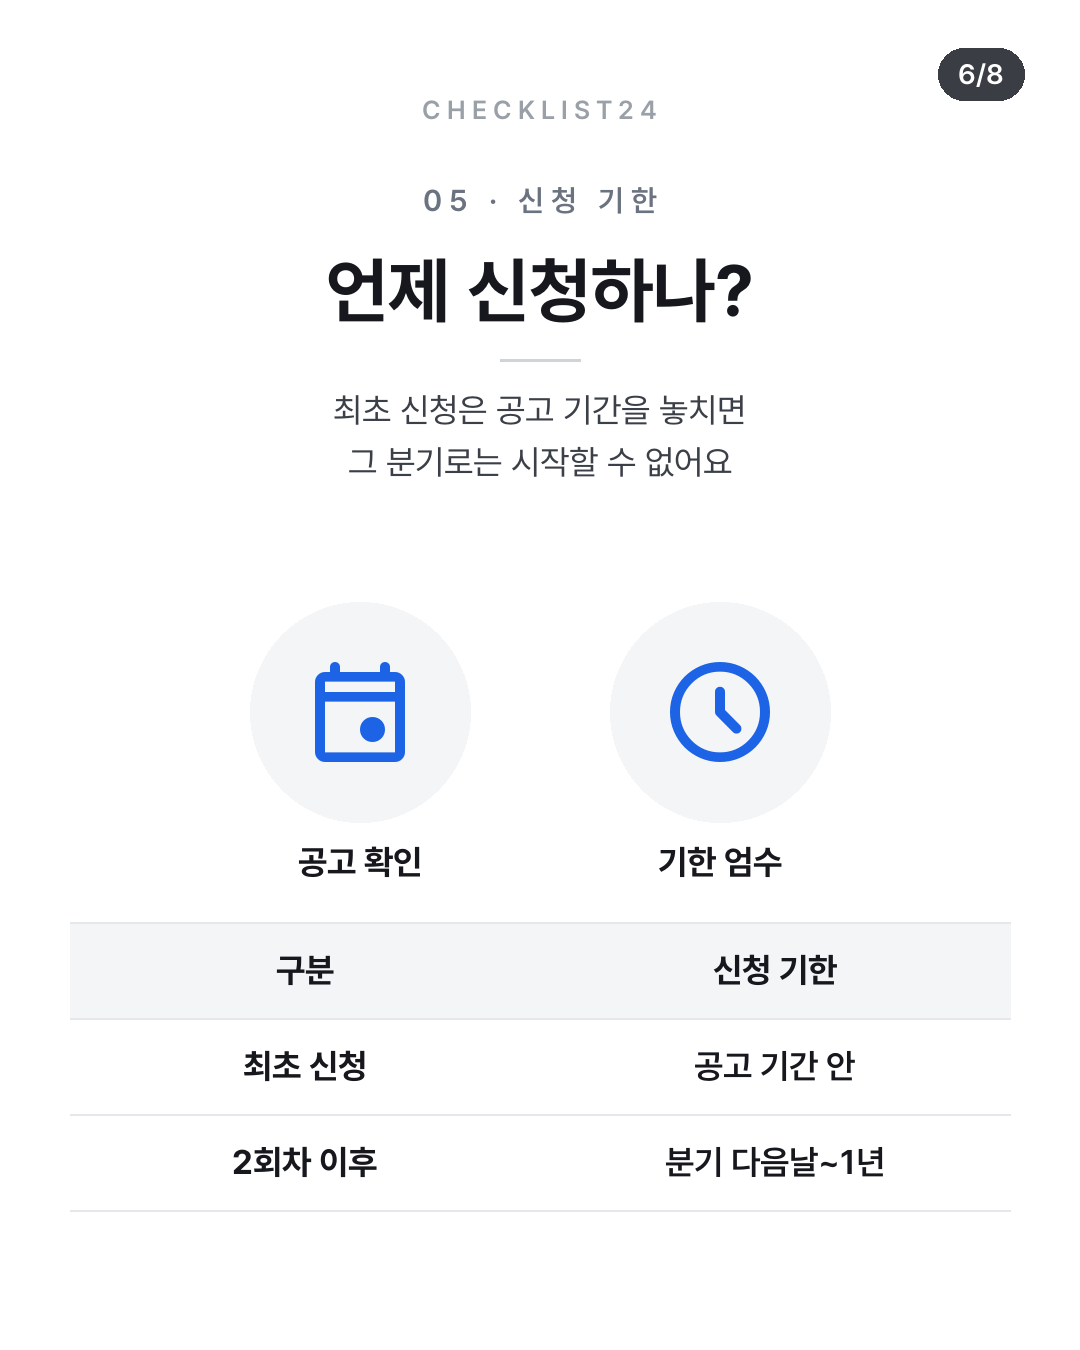 6/8
CHECKLIST24
05 · 신청 기한
언제 신청하나?
최초 신청은 공고 기간을 놓치면
그 분기로는 시작할 수 없어요
공고 확인
기한 엄수
구분 신청 기한
최초 신청 공고 기간 안
2회차 이후 분기 다음날~1년